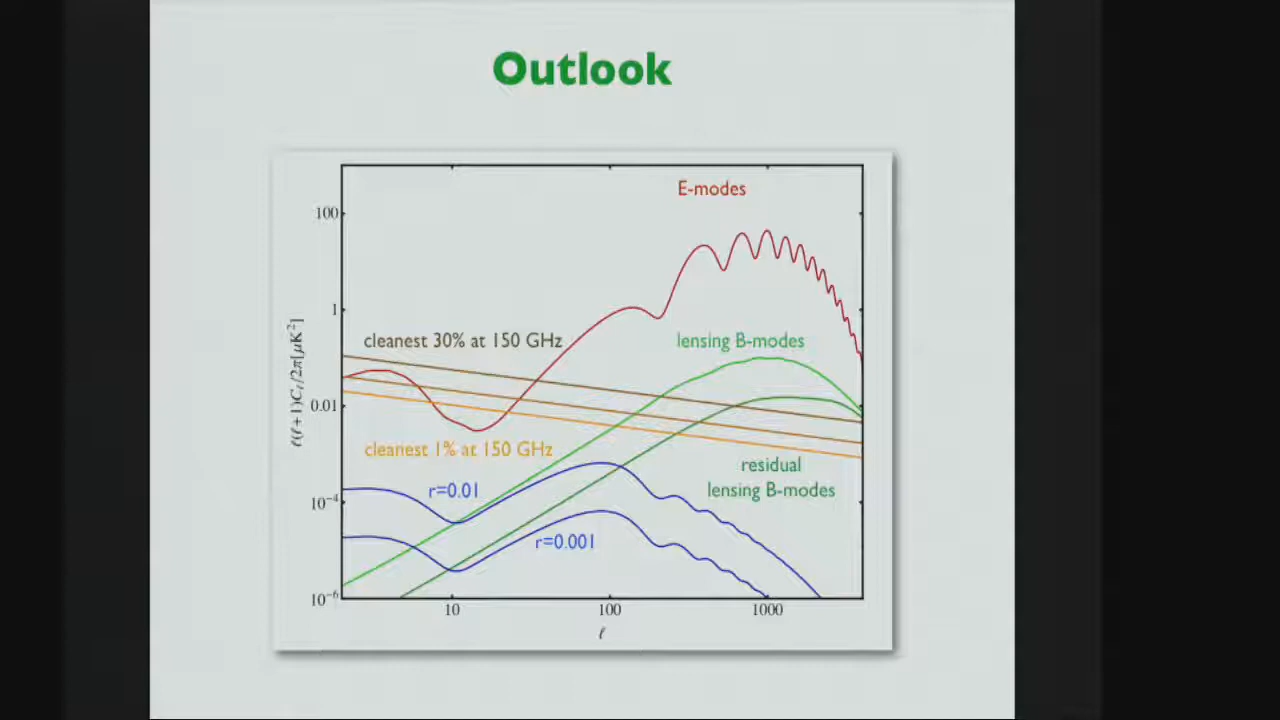 Outlook
E-modes
100
1
cleanest 30% at 150 GHz
lensing B-modes
ℓ(ℓ+1)Cℓ/2π[μK²]
0.01
cleanest 1% at 150 GHz
residual
lensing B-modes
r=0.01
10⁻⁴
r=0.001
10⁻⁶
10
100
1000
ℓ